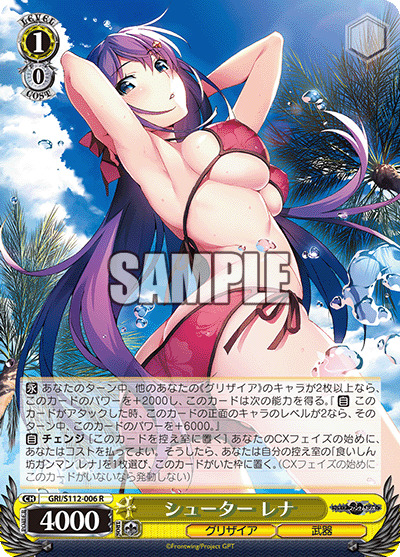 LEVEL
1
0
COST
SAMPLE
永 あなたのターン中、他のあなたの《グリザイア》のキャラが2枚以上なら、
このカードのパワーを+2000し、このカードは次の能力を得る。『自 こ
のカードがアタックした時、このカードの正面のキャラのレベルが2なら、そ
のターン中、このカードのパワーを+6000。』
自 チェンジ [このカードを控え室に置く] あなたのCXフェイズの始めに、
あなたはコストを払ってよい。そうしたら、あなたは自分の控え室の「食いしん
坊ガンマン レナ」を1枚選び、このカードがいた枠に置く。(CXフェイズの始め
でこのカードがいないなら発動しない)
CH GRI/S112-006 R
シューター レナ
4000
グリザイア
武器
©Frontwing/Project GPT